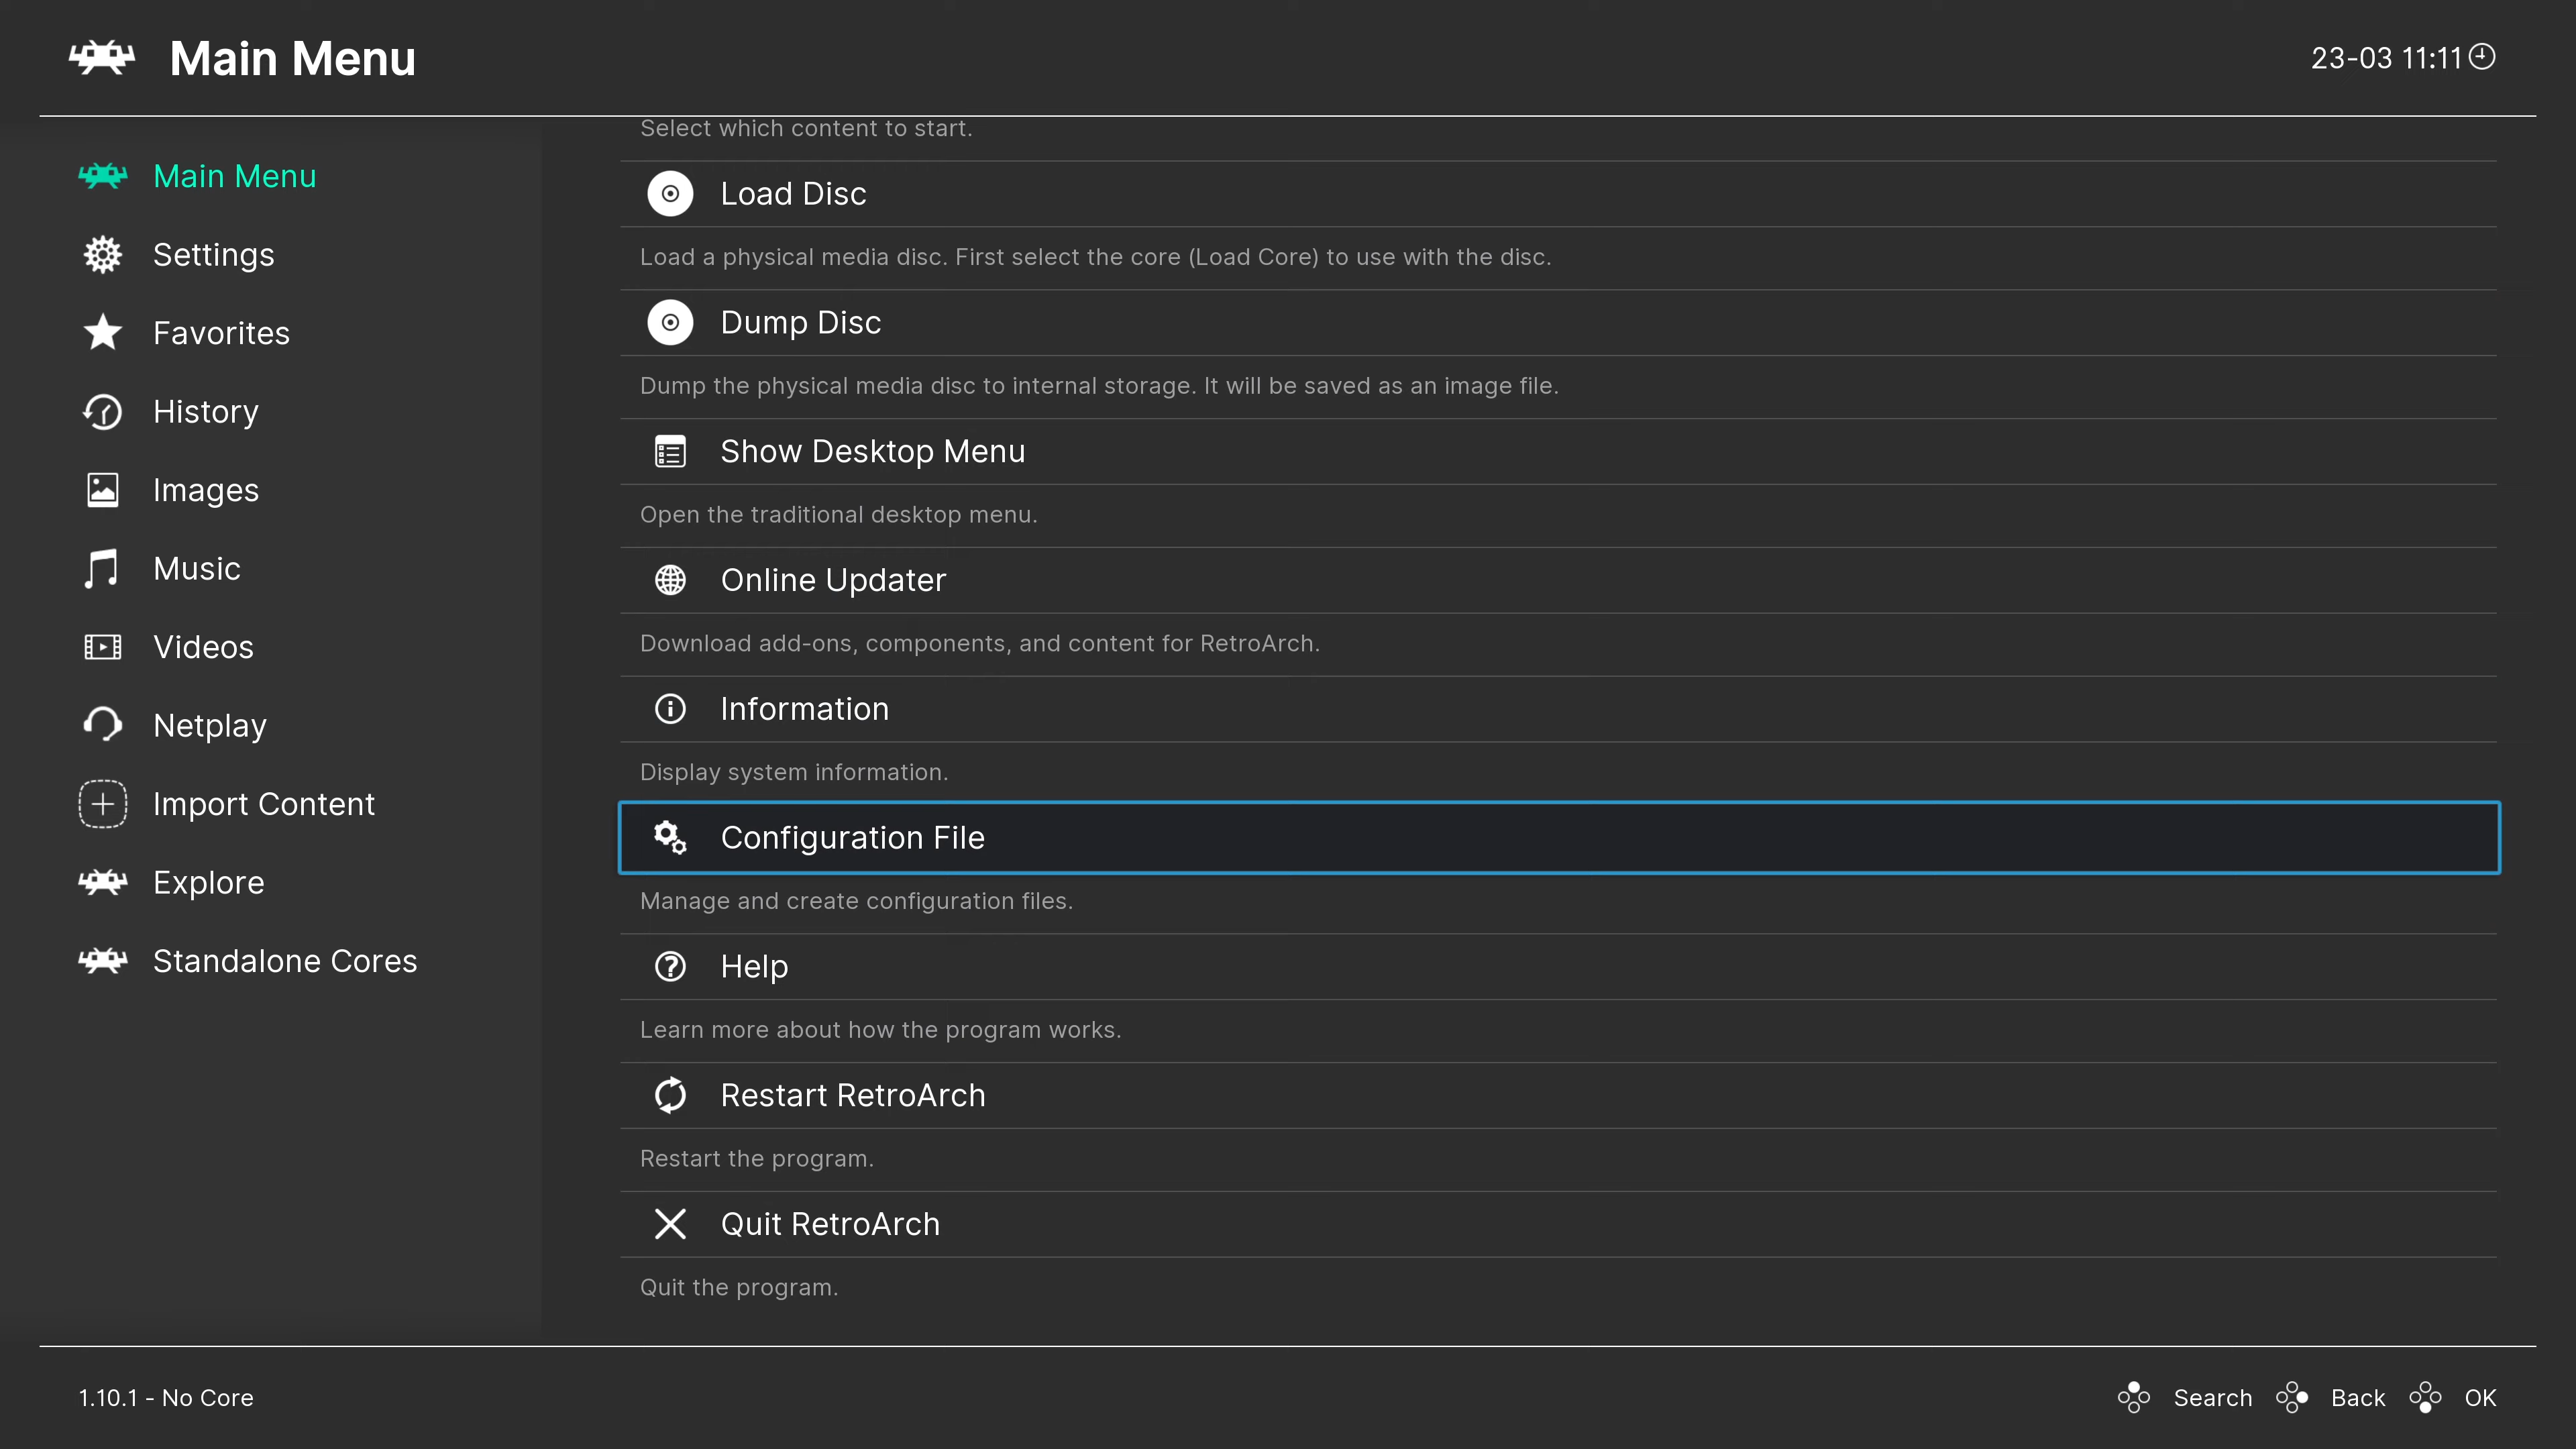 Main Menu
23-03 11:11
Main Menu
Settings
Favorites
History
Images
Music
Videos
Netplay
Import Content
Explore
Standalone Cores
Select which content to start.
Load Disc
Load a physical media disc. First select the core (Load Core) to use with the disc.
Dump Disc
Dump the physical media disc to internal storage. It will be saved as an image file.
Show Desktop Menu
Open the traditional desktop menu.
Online Updater
Download add-ons, components, and content for RetroArch.
Information
Display system information.
Configuration File
Manage and create configuration files.
Help
Learn more about how the program works.
Restart RetroArch
Restart the program.
Quit RetroArch
Quit the program.
1.10.1 - No Core
Search Back OK